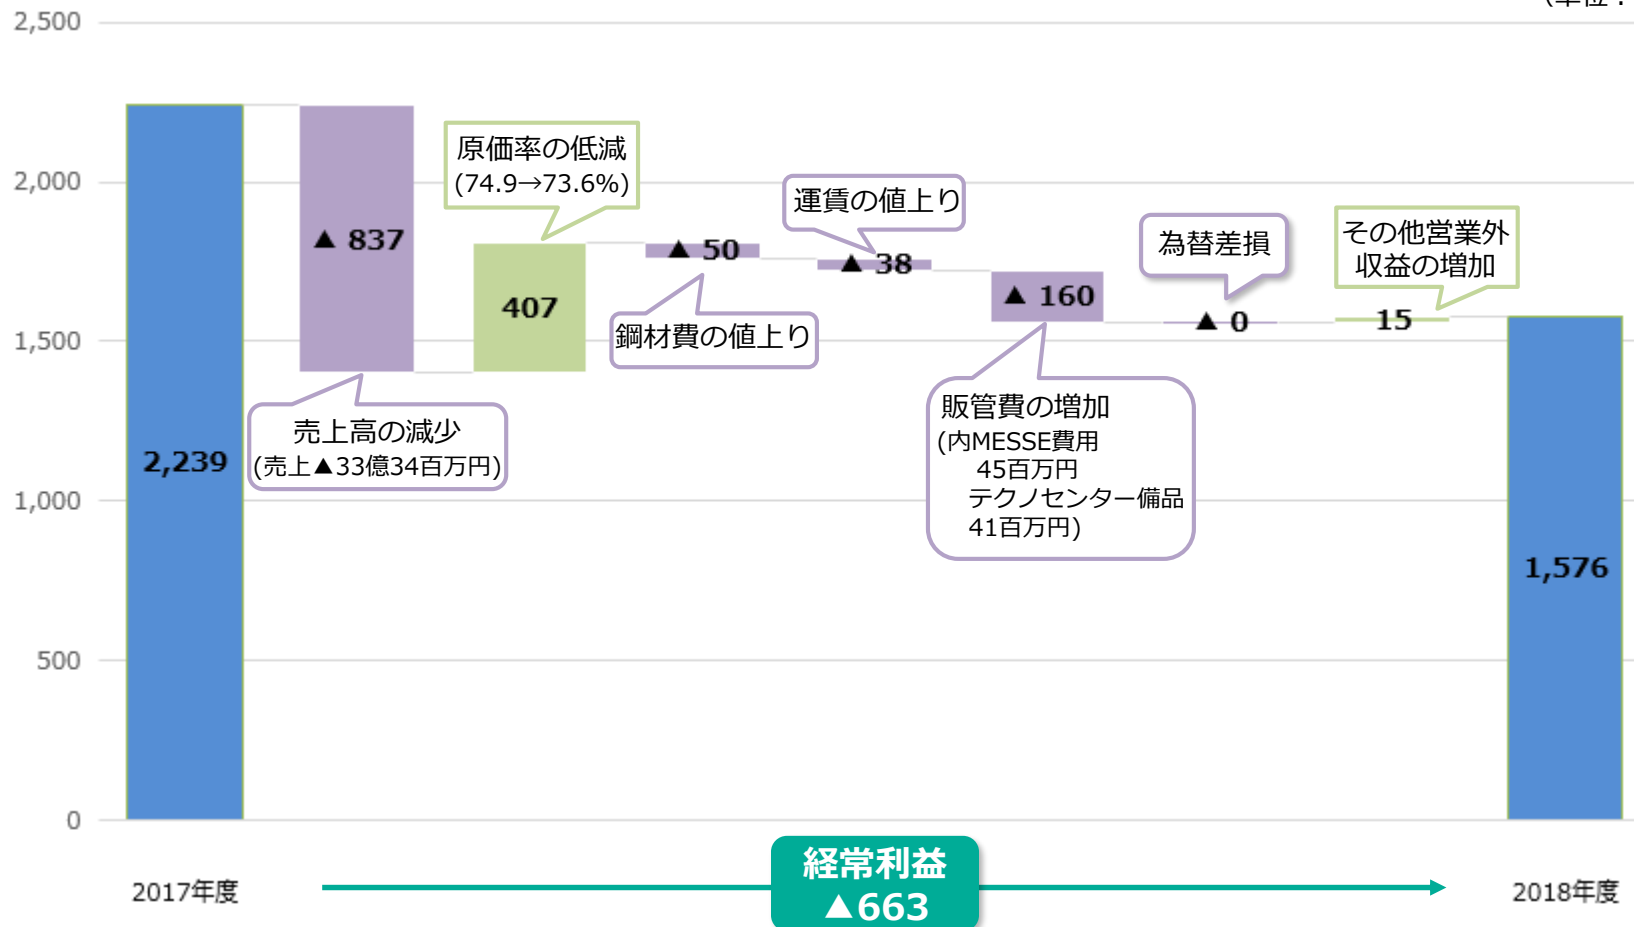 (単位：
2,500
2,000
1,500
1,000
500
0
2,239
▲ 837
売上高の減少
(売上▲33億34百万円)
原価率の低減
(74.9→73.6%)
407
▲ 50
鋼材費の値上り
運賃の値上り
▲ 38
▲ 160
販管費の増加
(内MESSE費用
45百万円
テクノセンター備品
41百万円)
為替差損
▲ 0
その他営業外
収益の増加
15
1,576
2017年度
経常利益
▲663
2018年度